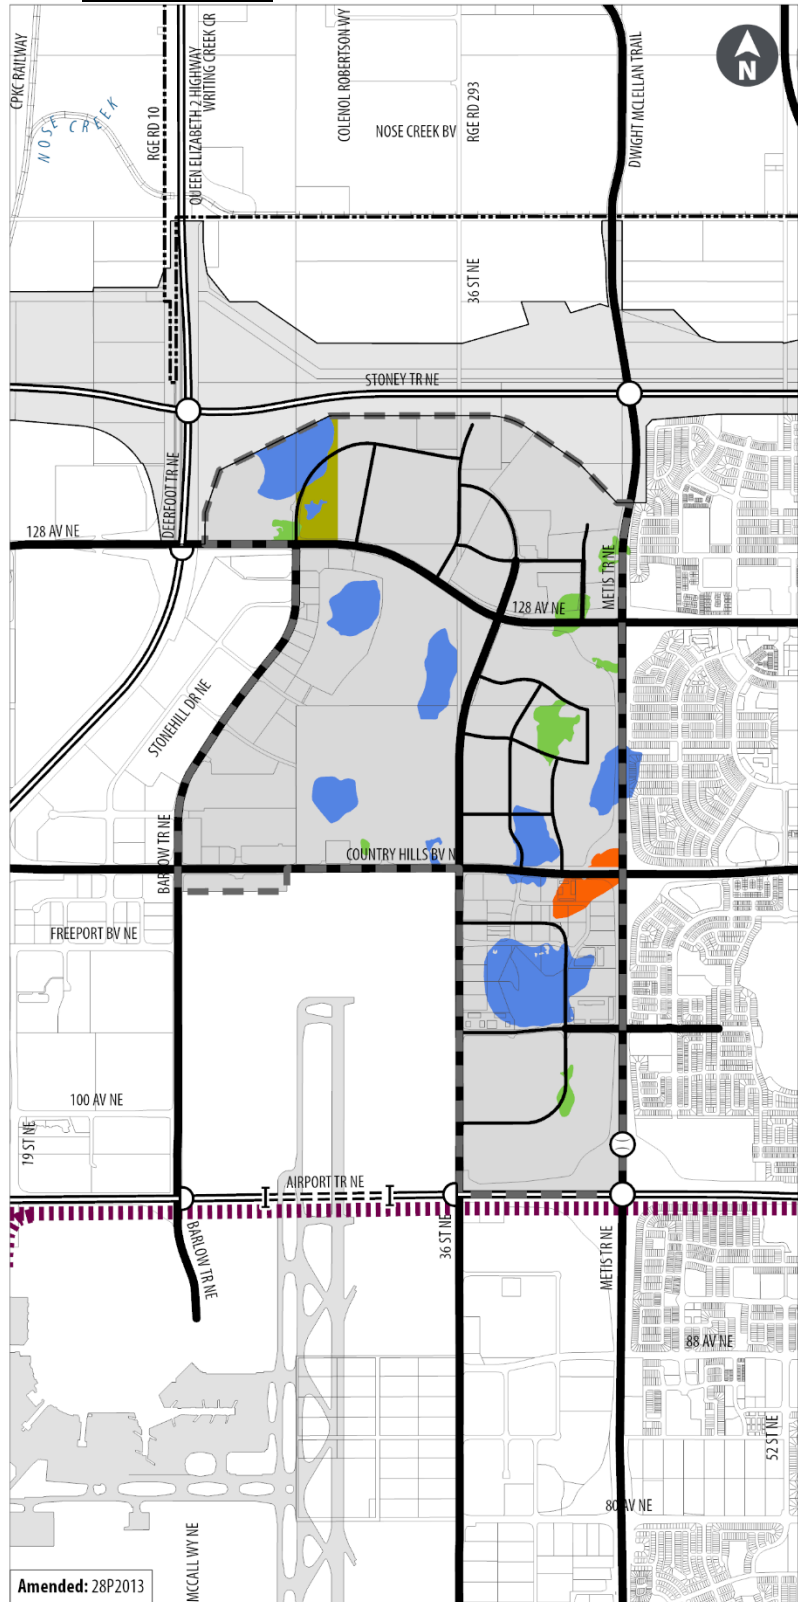 N
CPKC RAILWAY
NOSE CREEK
RGE RD 10
QUEEN ELIZABETH 2 HIGHWAY
WRITING CREEK CR
COLENOL ROBERTSON WY
NOSE CREEK BV
RGE RD 293
DWIGHT MCLELLAN TRAIL
36 ST NE
STONEY TR NE
DEERFOOT TR NE
128 AV NE
METIS TR NE
128 AV NE
STONEHILL DR NE
BARLOW TR NE
COUNTRY HILLS BV N
FREEPORT BV NE
100 AV NE
19 ST NE
AIRPORT TR NE
BARLOW TR NE
36 ST NE
METIS TR NE
88 AV NE
52 ST NE
80 AV NE
MCCALL WY NE
Amended: 28P2013